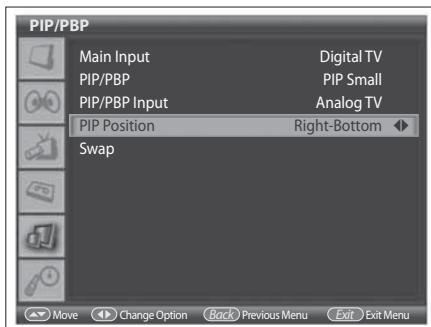 PIP/PBP
Main Input Digital TV
PIP/PBP PIP Small
PIP/PBP Input Analog TV
PIP Position Right-Bottom
Swap
Move Change Option Back Previous Menu Exit Exit Menu